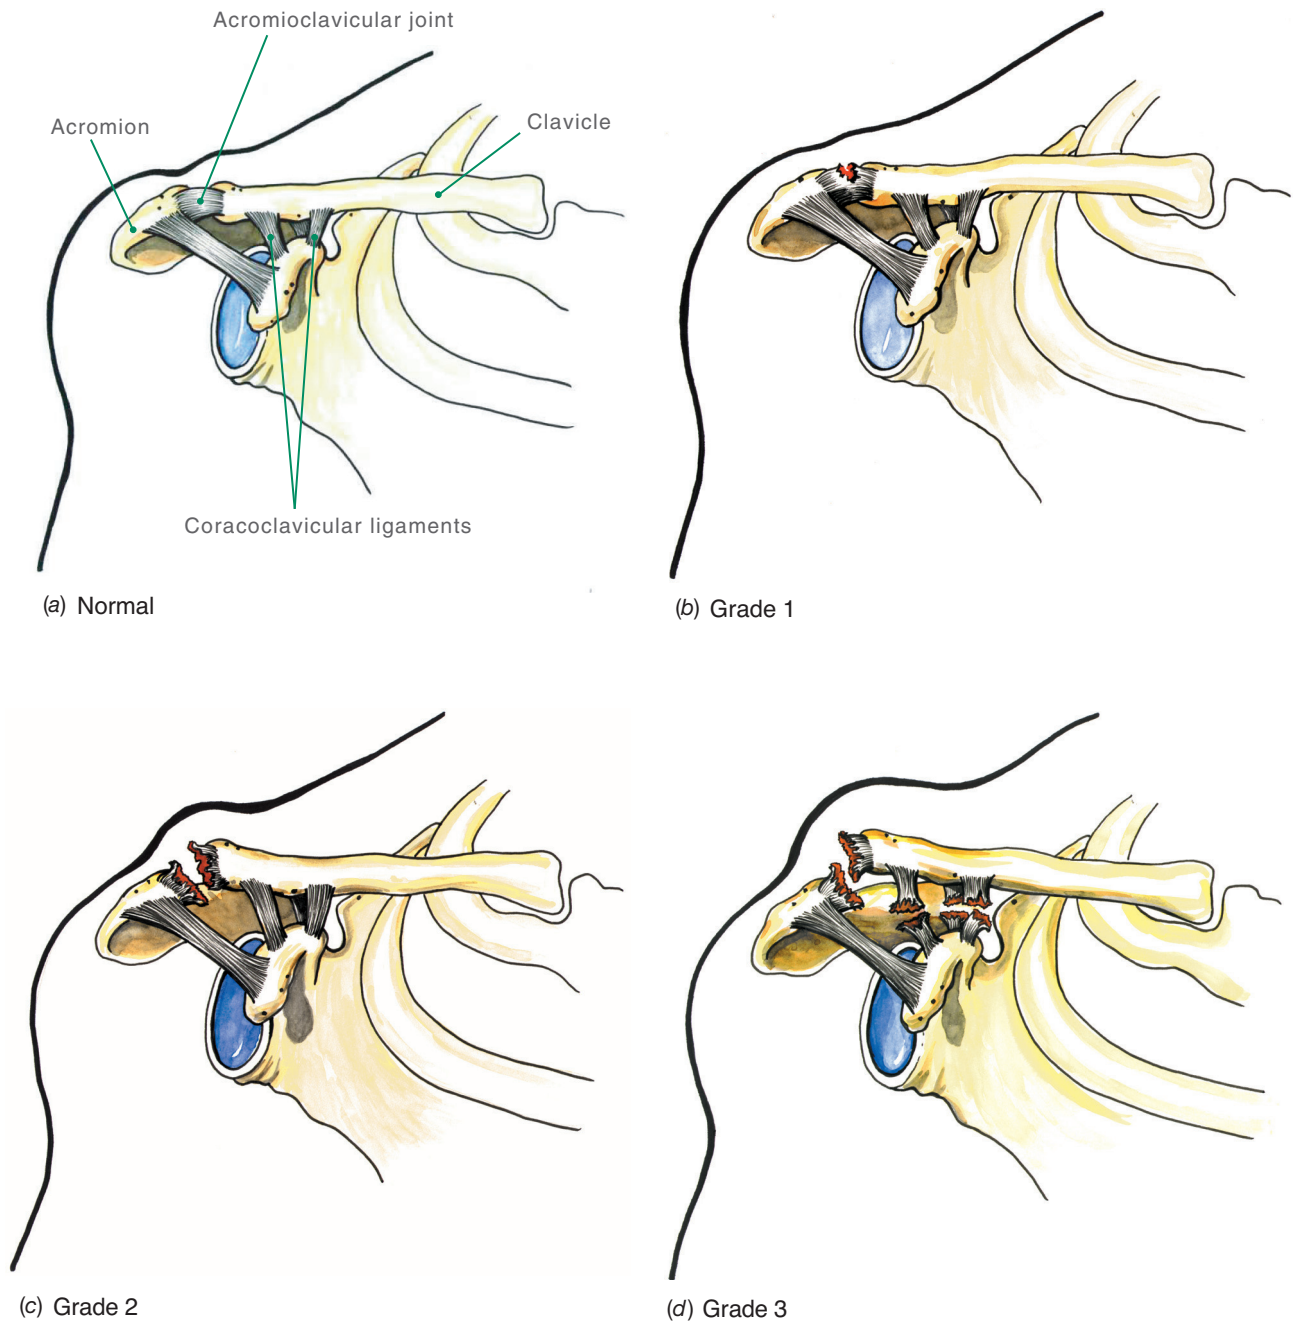 Acromioclavicular joint
Acromion
Clavicle
Coracoclavicular ligaments
(a) Normal
(b) Grade 1
(c) Grade 2
(d) Grade 3